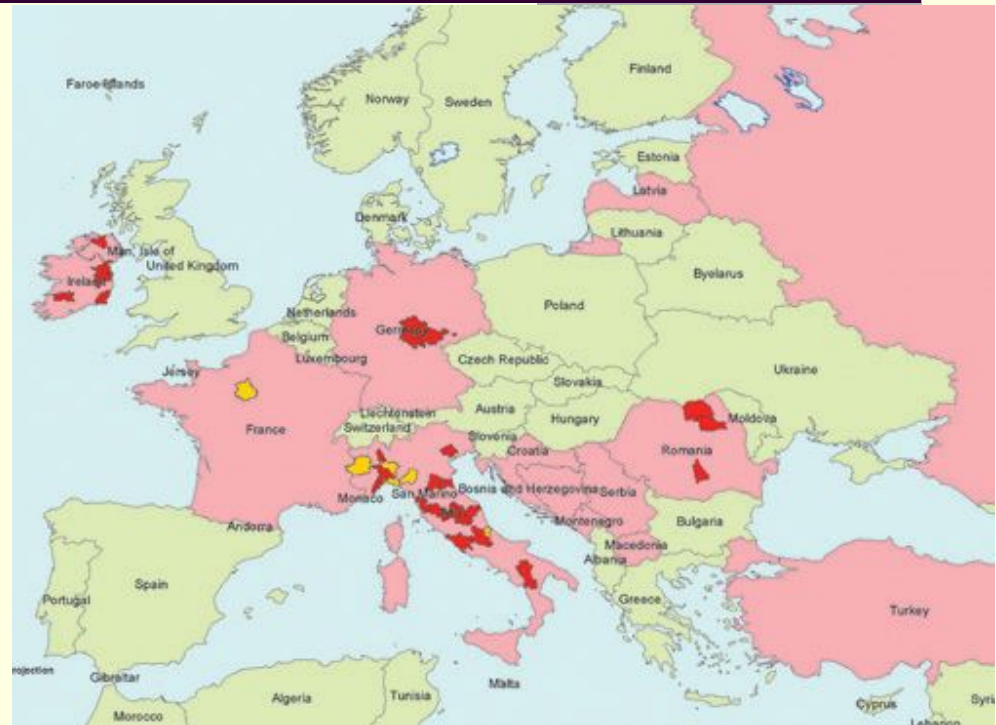 Finland
Faroe Islands
Norway
Sweden
Estonia
Latvia
Denmark
Lithuania
Man, Isle of
United Kingdom
Ireland
Byelarus
Poland
Netherlands
Germany
Belgium
Luxembourg
Czech Republic
Jersey
Ukraine
Slovakia
Liechtenstein
Austria
Hungary
Moldova
France
Switzerland
Slovenia
Croatia
Romania
Monaco
San Marino
Bosnia and Herzegovina
Serbia
Andorra
Montenegro
Bulgaria
Macedonia
Albania
Spain
Portugal
Greece
Turkey
rojection
Gibraltar
Malta
Algeria
Tunisia
Cyprus
Syri
Morocco
Lebanon